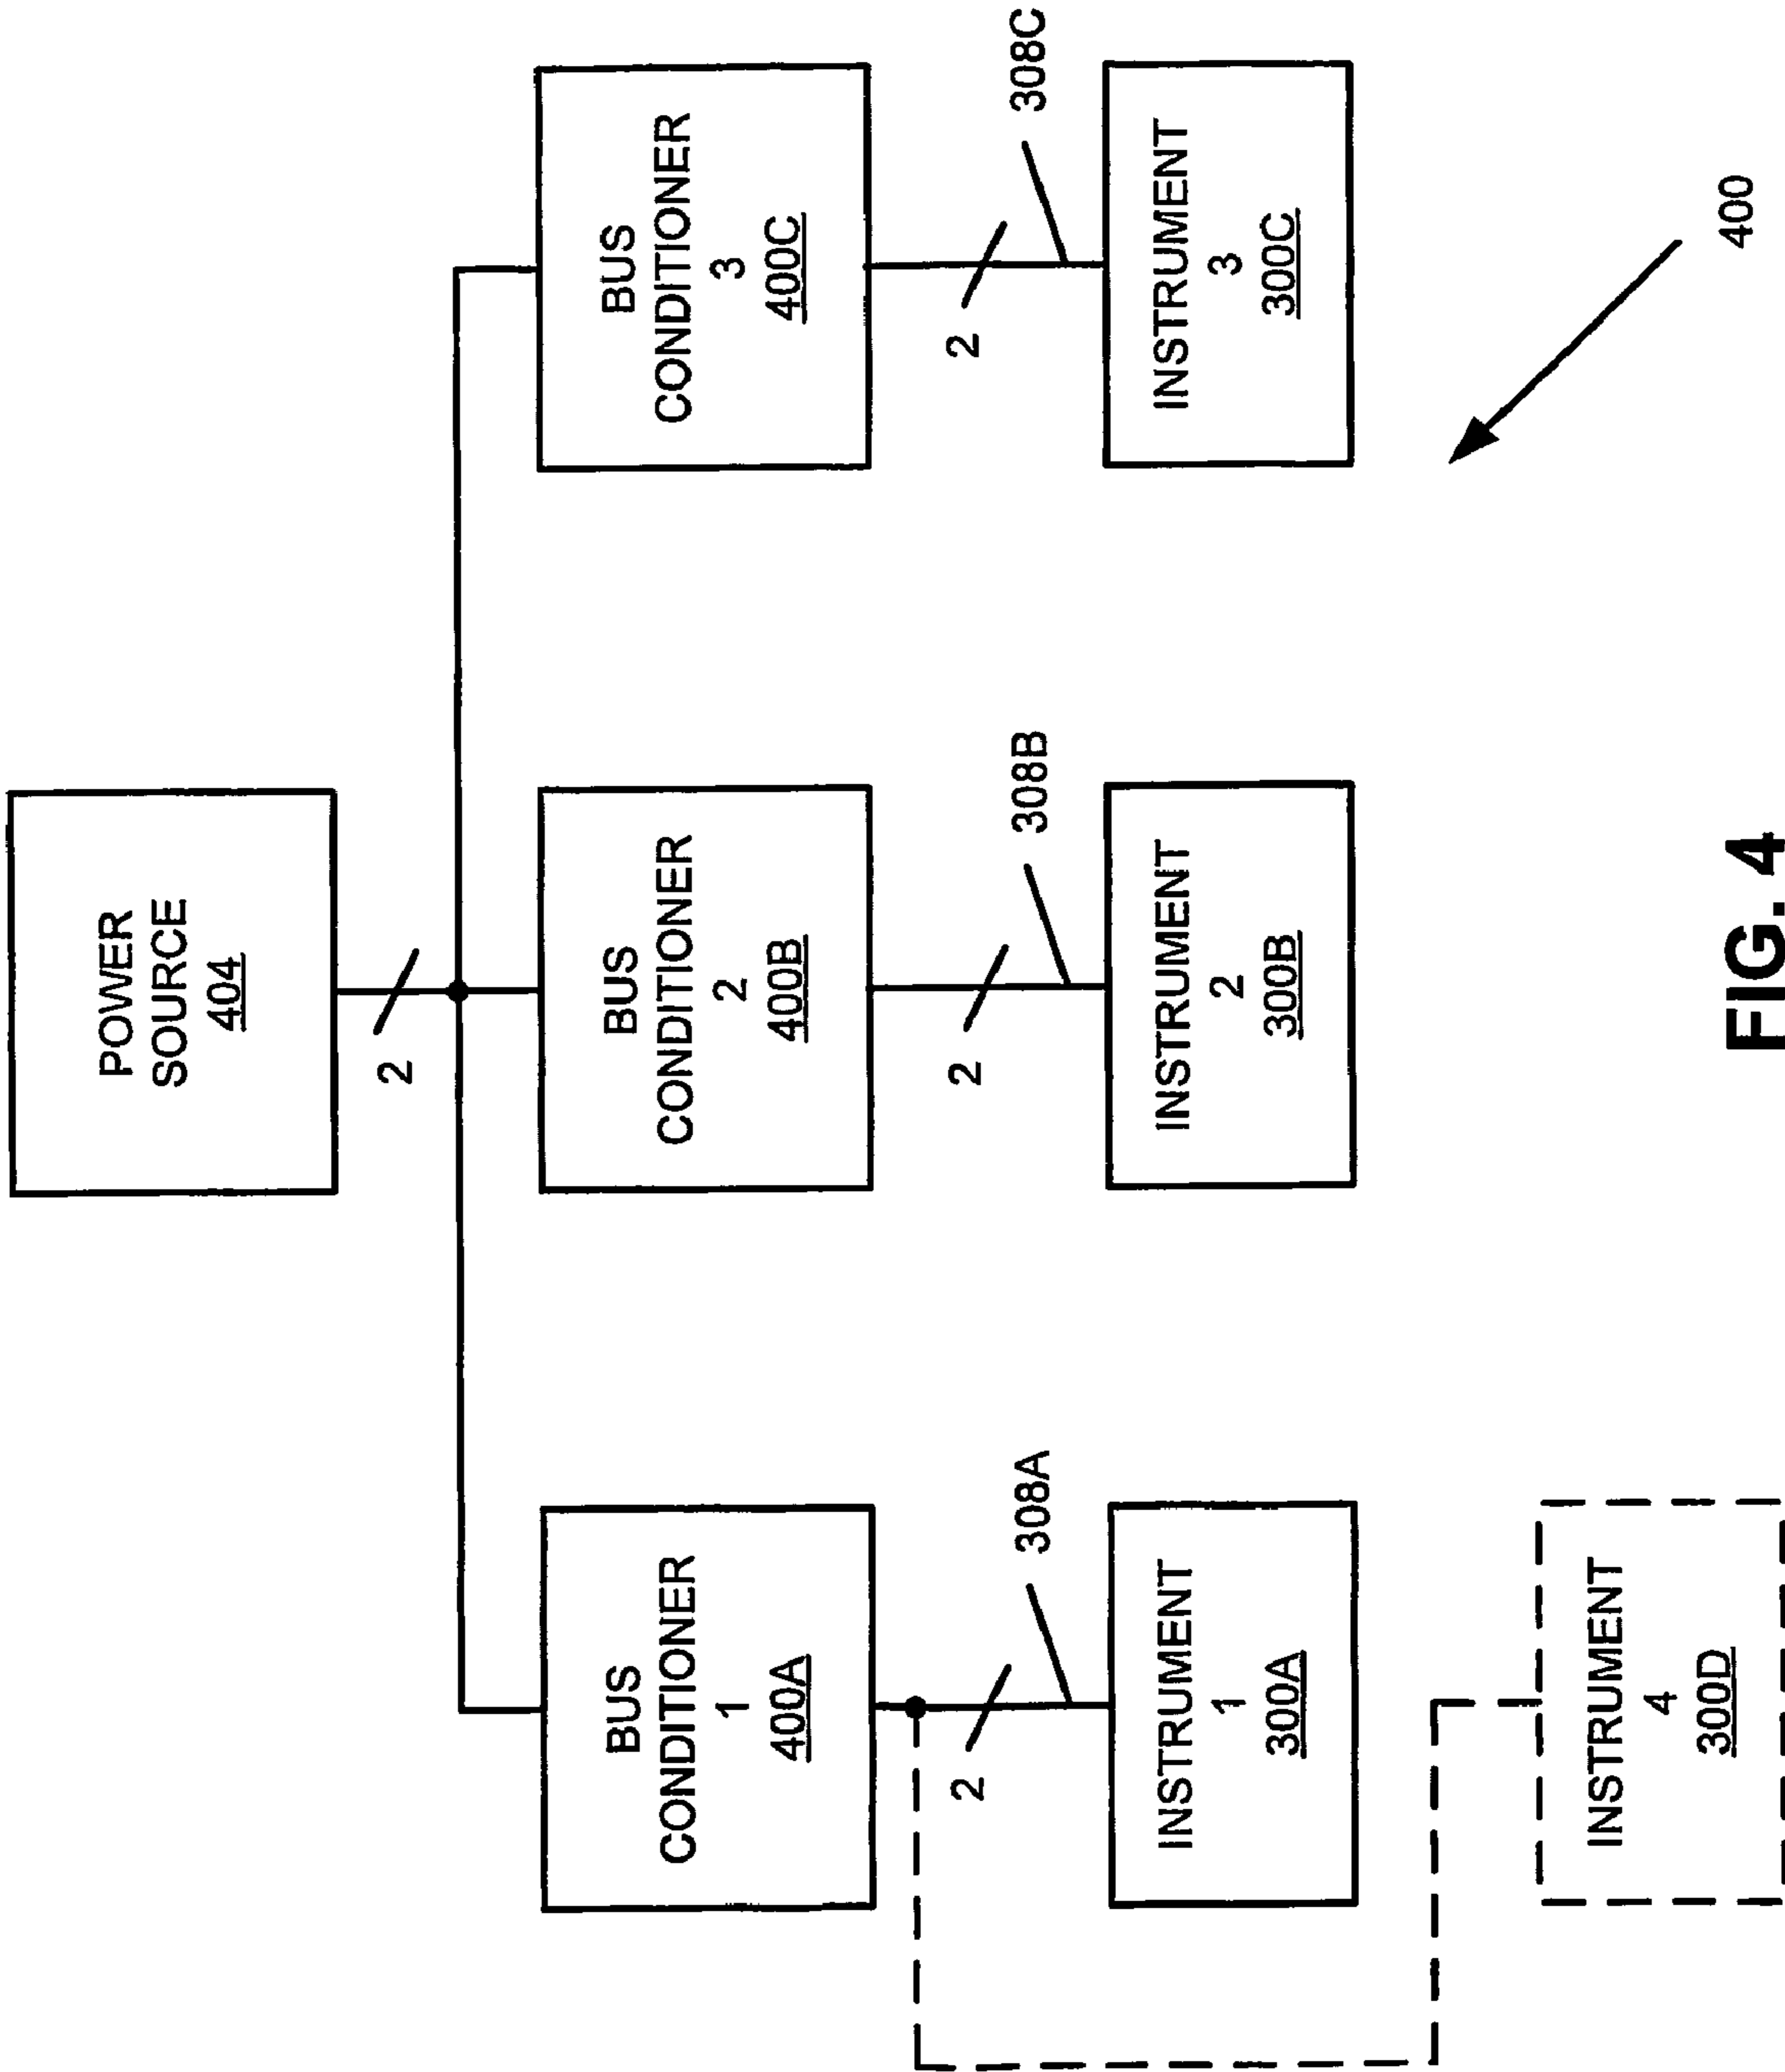 POWER
SOURCE
404
2
BUS
CONDITIONER
1
400A
BUS
CONDITIONER
2
400B
BUS
CONDITIONER
3
400C
2
308A
2
308B
2
308C
INSTRUMENT
1
300A
INSTRUMENT
2
300B
INSTRUMENT
3
300C
INSTRUMENT
4
300D
400
FIG. 4